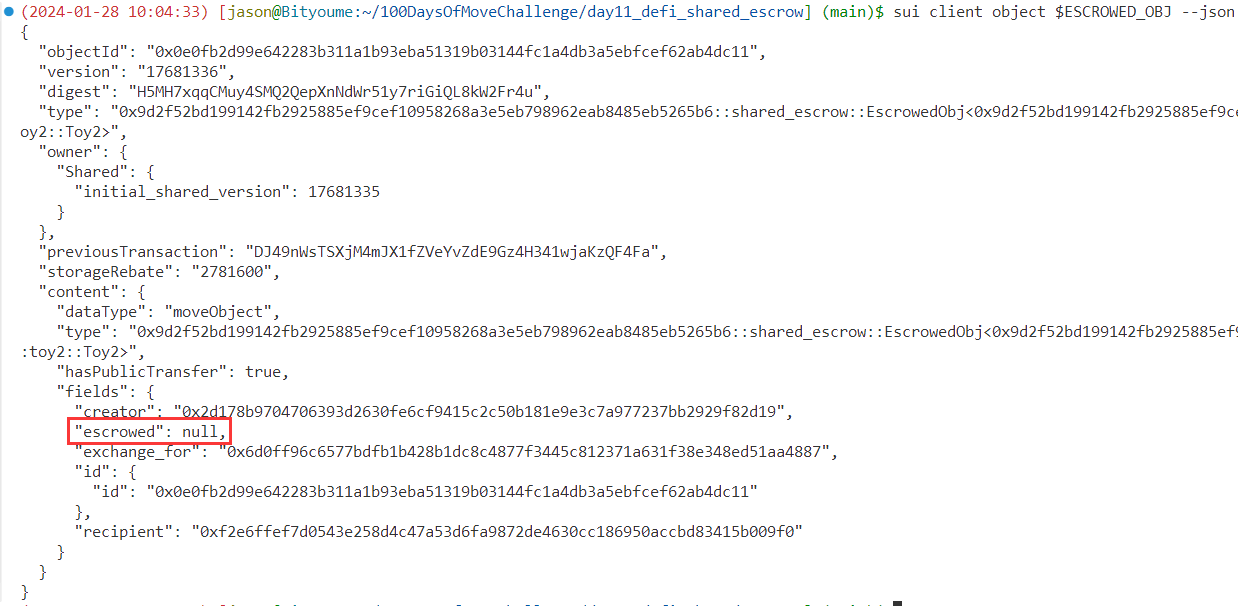 (2024-01-28 10:04:33) [jason@Bityoume:~/100DaysOfMoveChallenge/day11_defi_shared_escrow] (main)$ sui client object $ESCROWED_OBJ --json
{
"objectId": "0x0e0fb2d99e642283b311a1b93eba51319b03144fc1a4db3a5ebfcef62ab4dc11",
"version": "17681336",
"digest": "H5MH7xqqCMuy4SMQ2QepXnNdWr51y7riGiQL8kW2Fr4u",
"type": "0x9d2f52bd199142fb2925885ef9cef10958268a3e5eb798962eab8485eb5265b6::shared_escrow::EscrowedObj<0x9d2f52bd199142fb2925885ef9ce
oy2::Toy2>",
"owner": {
"Shared": {
"initial_shared_version": 17681335
}
},
"previousTransaction": "DJ49nWsTSXjM4mJX1fZVeYvZdE9Gz4H341wjaKzQF4Fa",
"storageRebate": "2781600",
"content": {
"dataType": "moveObject",
"type": "0x9d2f52bd199142fb2925885ef9cef10958268a3e5eb798962eab8485eb5265b6::shared_escrow::EscrowedObj<0x9d2f52bd199142fb2925885ef9
:toy2::Toy2>",
"hasPublicTransfer": true,
"fields": {
"creator": "0x2d178b9704706393d2630fe6cf9415c2c50b181e9e3c7a977237bb2929f82d19",
"escrowed": null,
"exchange_for": "0x6d0ff96c6577bdfb1b428b1dc8c4877f3445c812371a631f38e348ed51aa4887",
"id": {
"id": "0x0e0fb2d99e642283b311a1b93eba51319b03144fc1a4db3a5ebfcef62ab4dc11"
},
"recipient": "0xf2e6ffef7d0543e258d4c47a53d6fa9872de4630cc186950accbd83415b009f0"
}
}
}